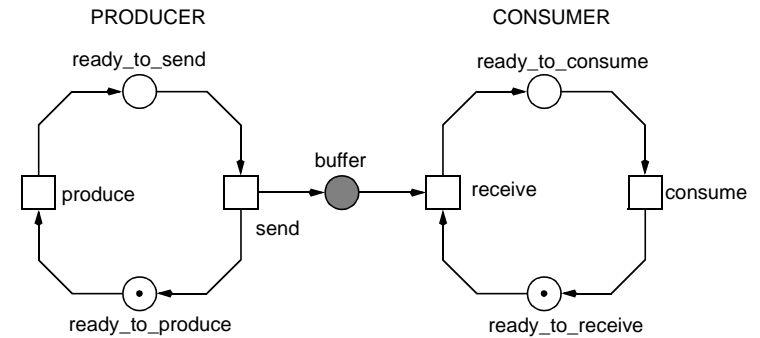 PRODUCER
CONSUMER
ready_to_send
ready_to_consume
buffer
produce
receive
consume
send
ready_to_produce
ready_to_receive